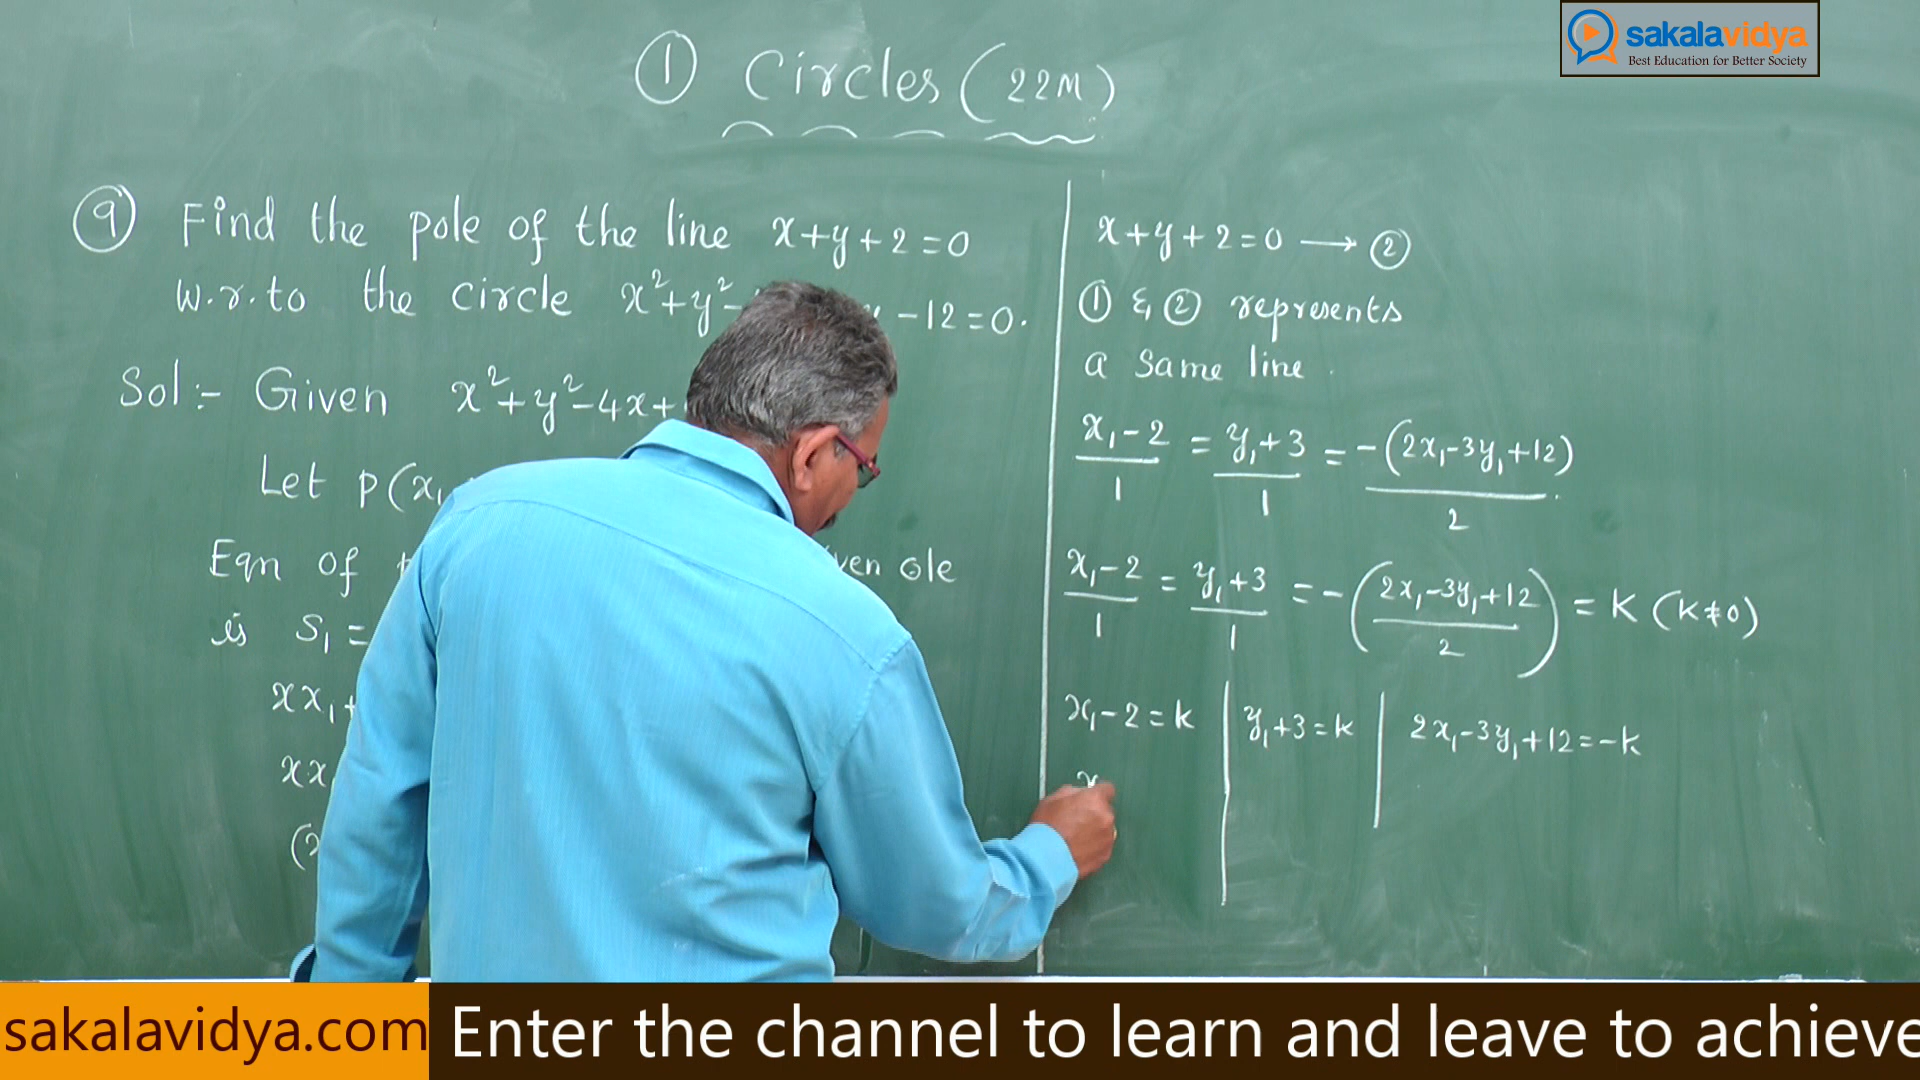 sakalavidya
Best Education for Better Society
① Circles (22M)
⑨ Find the pole of the line x+y+2=0
w.r.to the circle x²+y²- -12=0.
Sol:- Given x²+y²-4x+
Let P(x₁
Eqn of ven ole
is S₁=
xx₁+
xx₁
(x
x+y+2=0 → ②
① & ② represents
a same line.
x₁-2/1 = y₁+3/1 = -(2x₁-3y₁+12)/2
x₁-2/1 = y₁+3/1 = -(2x₁-3y₁+12/2) = K (K≠0)
x₁-2=k | y₁+3=k | 2x₁-3y₁+12=-k
x
sakalavidya.com Enter the channel to learn and leave to achieve